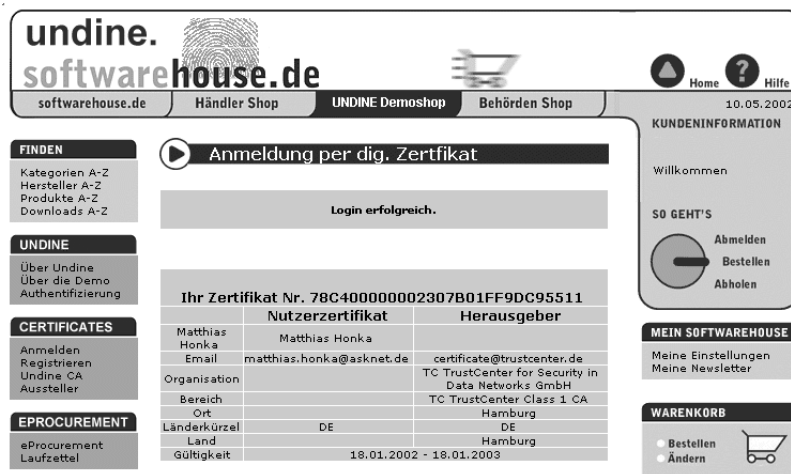 undine.
softwarehouse.de
Home
Hilfe
softwarehouse.de
Händler Shop
UNDINE Demoshop
Behörden Shop
10.05.2002
KUNDENINFORMATION
FINDEN
Kategorien A-Z
Hersteller A-Z
Produkte A-Z
Downloads A-Z
Anmeldung per dig. Zertfikat
Login erfolgreich.
Willkommen
SO GEHT'S
Abmelden
Bestellen
Abholen
UNDINE
Über Undine
Über die Demo
Authentifizierung
CERTIFICATES
Anmelden
Registrieren
Undine CA
Aussteller
EPROCUREMENT
eProcurement
Laufzettel
Ihr Zertifikat Nr. 78C400000002307B01FF9DC95511
Nutzerzertifikat Herausgeber
Matthias Honka Matthias Honka
Email matthias.honka@asknet.de certificate@trustcenter.de
Organisation TC TrustCenter for Security in Data Networks GmbH
Bereich TC TrustCenter Class 1 CA
Ort Hamburg
Länderkürzel DE DE
Land Hamburg
Gültigkeit 18.01.2002 - 18.01.2003
MEIN SOFTWAREHOUSE
Meine Einstellungen
Meine Newsletter
WARENKORB
Bestellen
Ändern